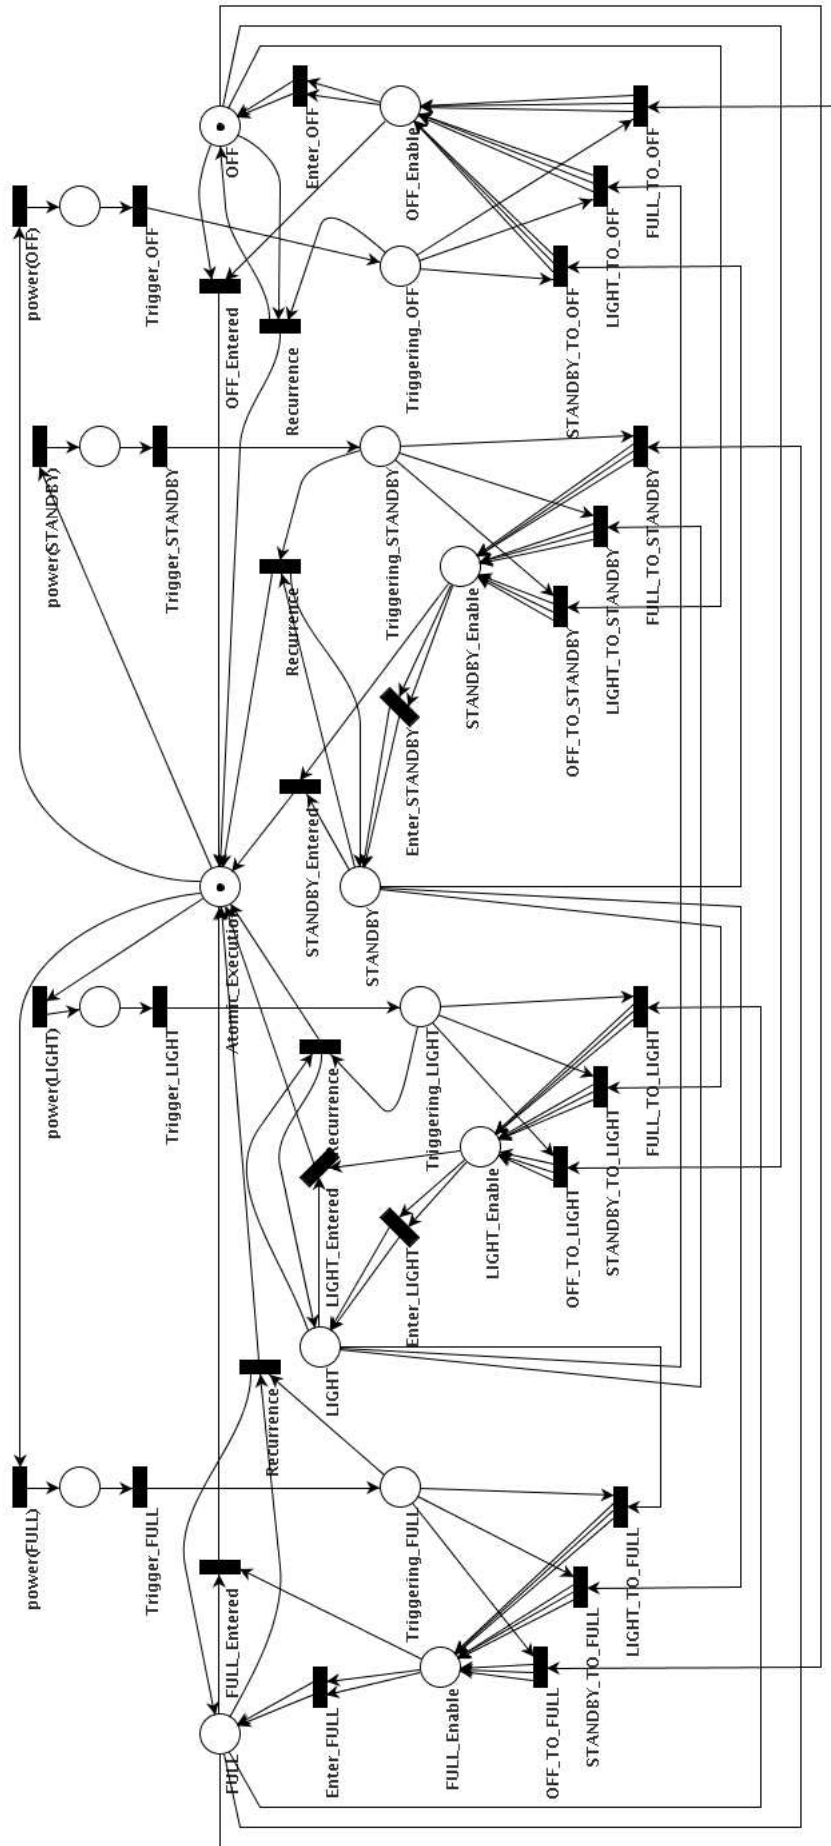 power(OFF)
Trigger_OFF
OFF
OFF_Entered
Recurrence
Enter_OFF
OFF_Enable
Triggering_OFF
STANDBY_TO_OFF
LIGHT_TO_OFF
FULL_TO_OFF
power(STANDBY)
Trigger_STANDBY
Recurrence
Triggering_STANDBY
STANDBY_Enable
OFF_TO_STANDBY
LIGHT_TO_STANDBY
FULL_TO_STANDBY
Enter_STANDBY
STANDBY_Entered
STANDBY
Atomic_Execution
power(LIGHT)
Trigger_LIGHT
Recurrence
Triggering_LIGHT
LIGHT_Enable
OFF_TO_LIGHT
STANDBY_TO_LIGHT
FULL_TO_LIGHT
LIGHT_Entered
Enter_LIGHT
LIGHT
power(FULL)
Trigger_FULL
Recurrence
Triggering_FULL
FULL_Entered
FULL
Enter_FULL
FULL_Enable
OFF_TO_FULL
STANDBY_TO_FULL
LIGHT_TO_FULL